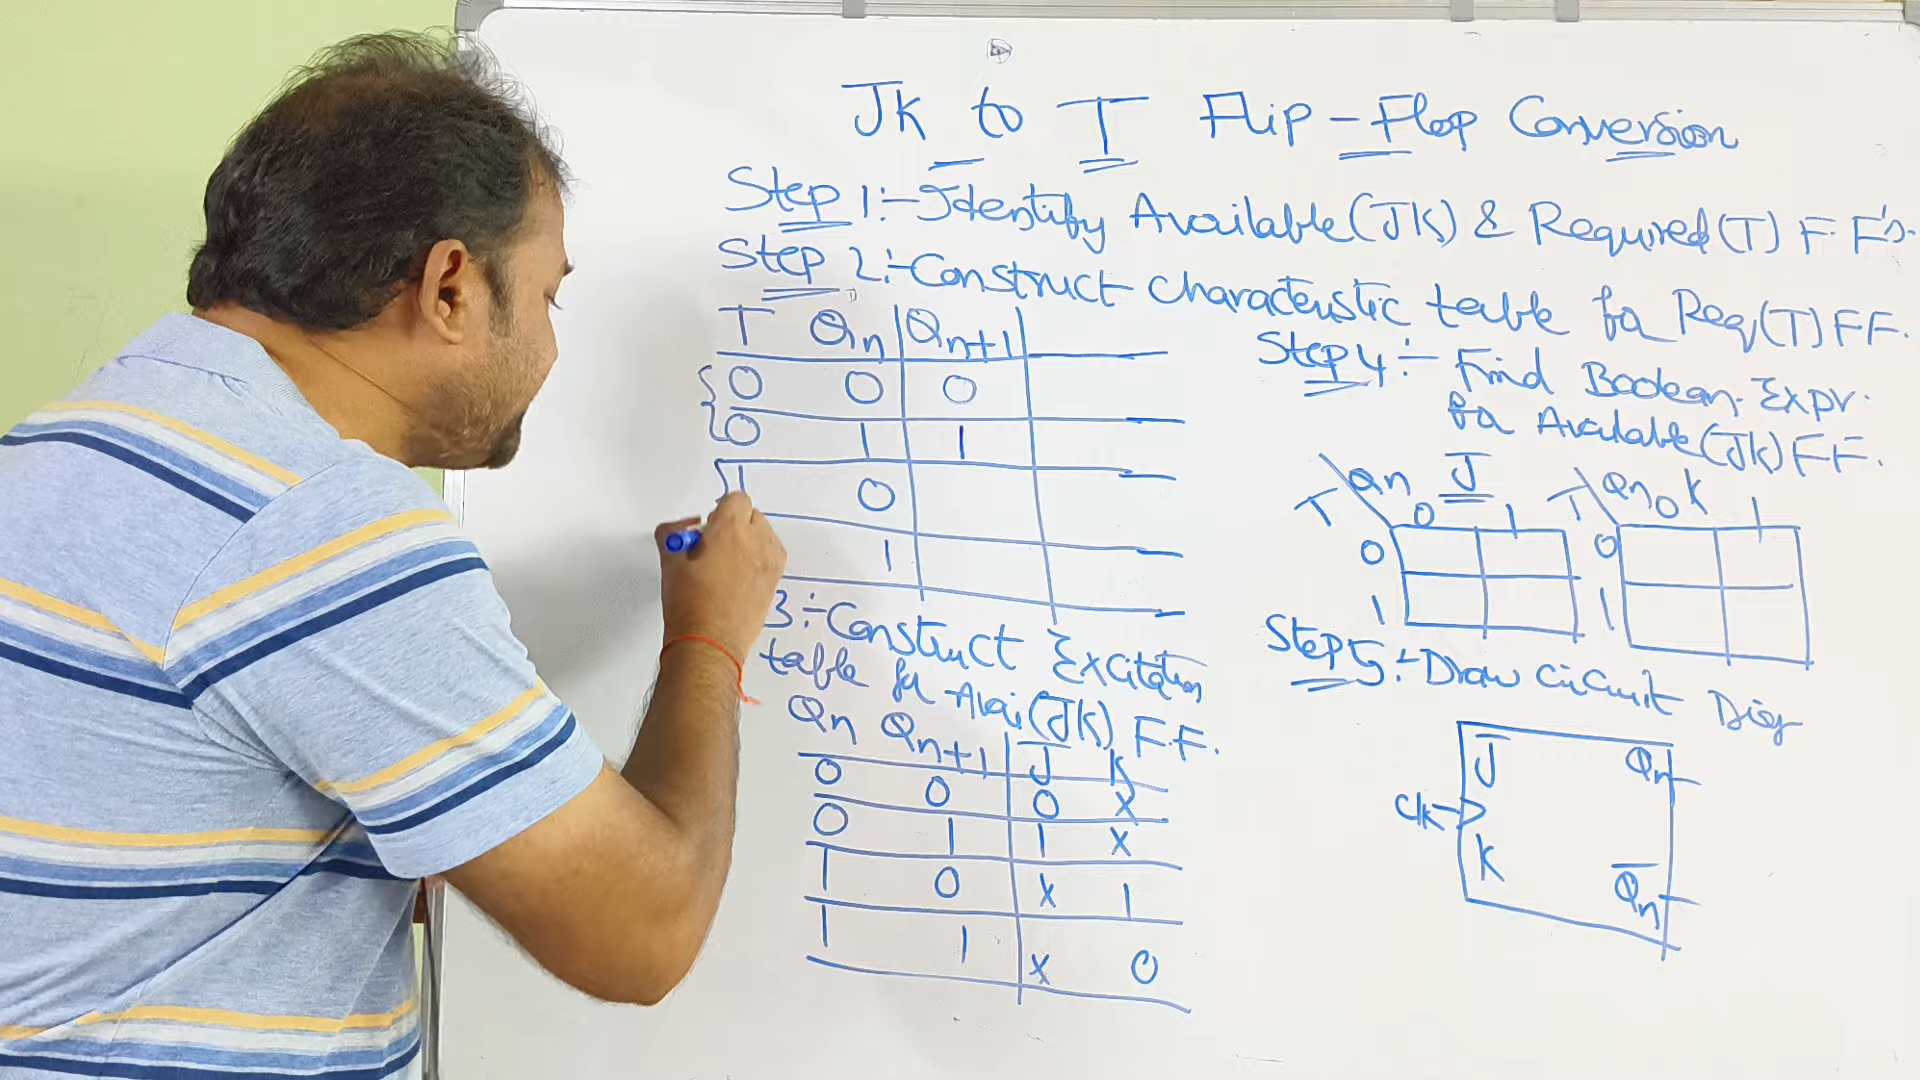 JK to T Flip-Flop Conversion
Step 1:- Identify Available(JK) & Required(T) F.F's.
Step 2:- Construct characteristic table for Req(T)FF.
T Qn Qn+1
0 0 0
0 1 1
1 0
1
3:- Construct Excitation
table for Avai(JK) F.F.
Qn Qn+1 J K
0 0 0 x
0 1 1 x
1 0 x 1
1 1 x 0
Step 4:- Find Boolean Expr.
for Available(JK)FF.
T Qn J
0 1
0
1
T Qn K
0 1
0
1
Step 5:- Draw circuit Diag
J Qn
Clk
K Q̅n